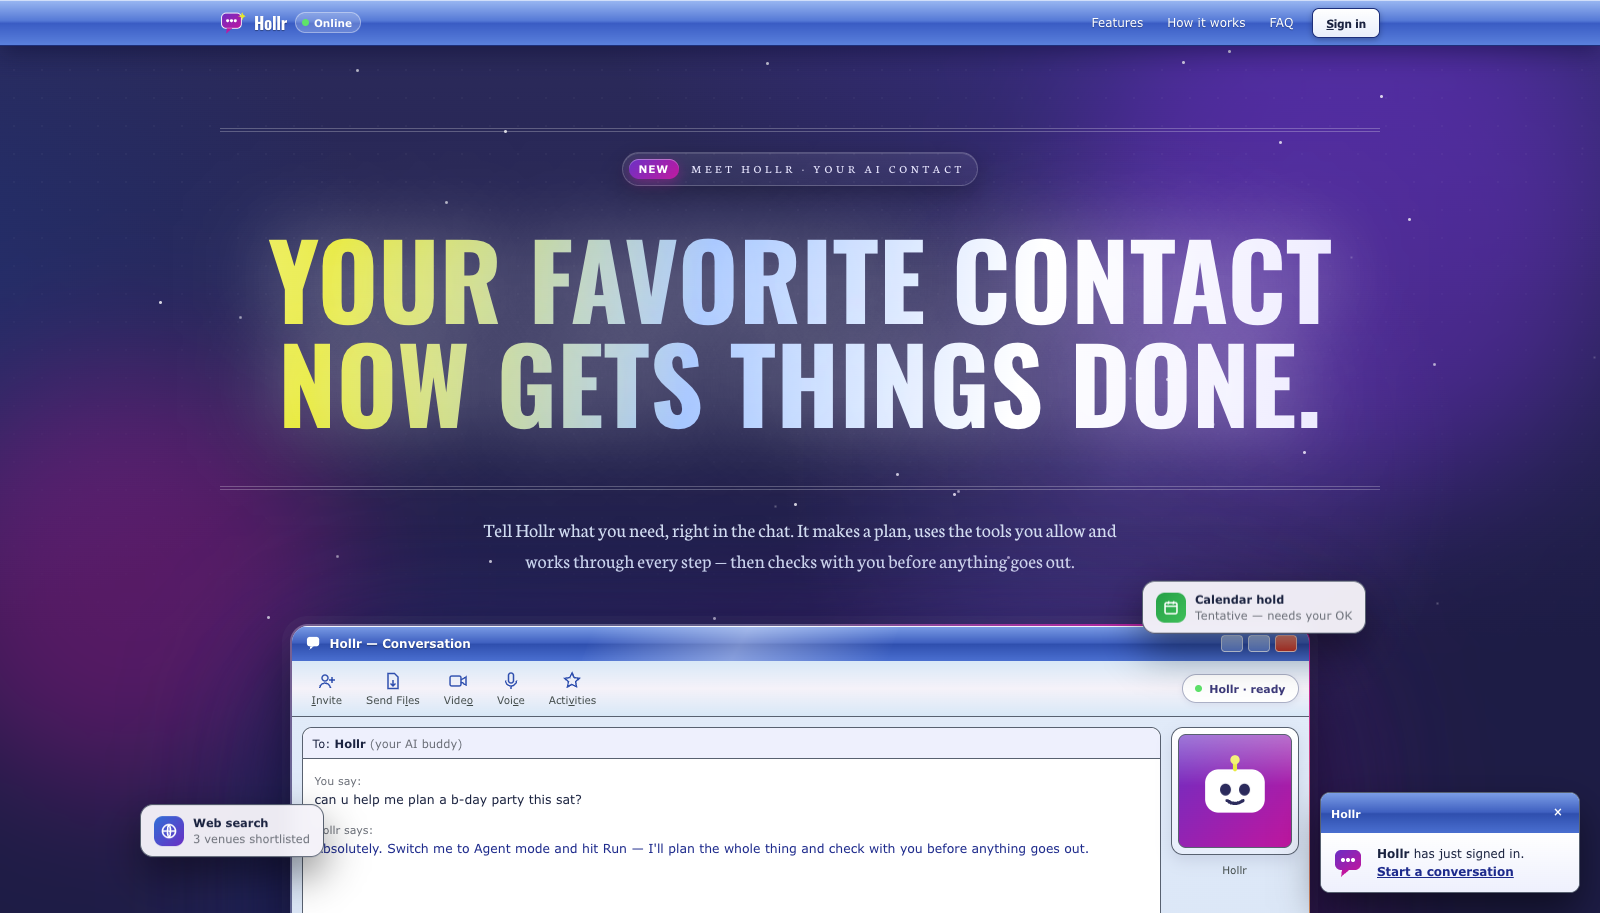 Hollr
Online
Features
How it works
FAQ
Sign in
NEW
MEET HOLLR · YOUR AI CONTACT
YOUR FAVORITE CONTACT
NOW GETS THINGS DONE.
Tell Hollr what you need, right in the chat. It makes a plan, uses the tools you allow and
works through every step — then checks with you before anything goes out.
Calendar hold
Tentative — needs your OK
Hollr — Conversation
Invite
Send Files
Video
Voice
Activities
Hollr · ready
To: Hollr (your AI buddy)
You say:
can u help me plan a b-day party this sat?
says:
Switch me to Agent mode and hit Run — I'll plan the whole thing and check with you before anything goes out.
Hollr
Web search
3 venues shortlisted
Hollr
×
Hollr has just signed in.
Start a conversation